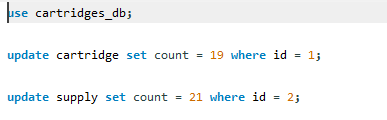 use cartridges_db;
update cartridge set count = 19 where id = 1;
update supply set count = 21 where id = 2;